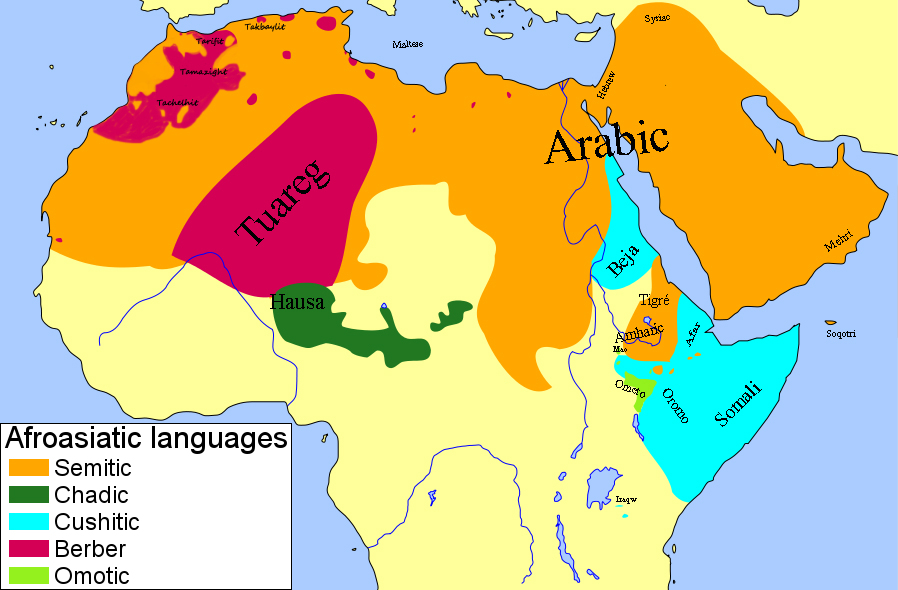 Syriac
Takbaylit
Tarifit
Maltese
Tamazight
Hebrew
Tachelhit
Arabic
Tuareg
Mehri
Beja
Hausa
Tigré
Amharic
Afar
Soqotri
Mao
Ometo
Oromo
Somali
Iraqw
Afroasiatic languages
Semitic
Chadic
Cushitic
Berber
Omotic